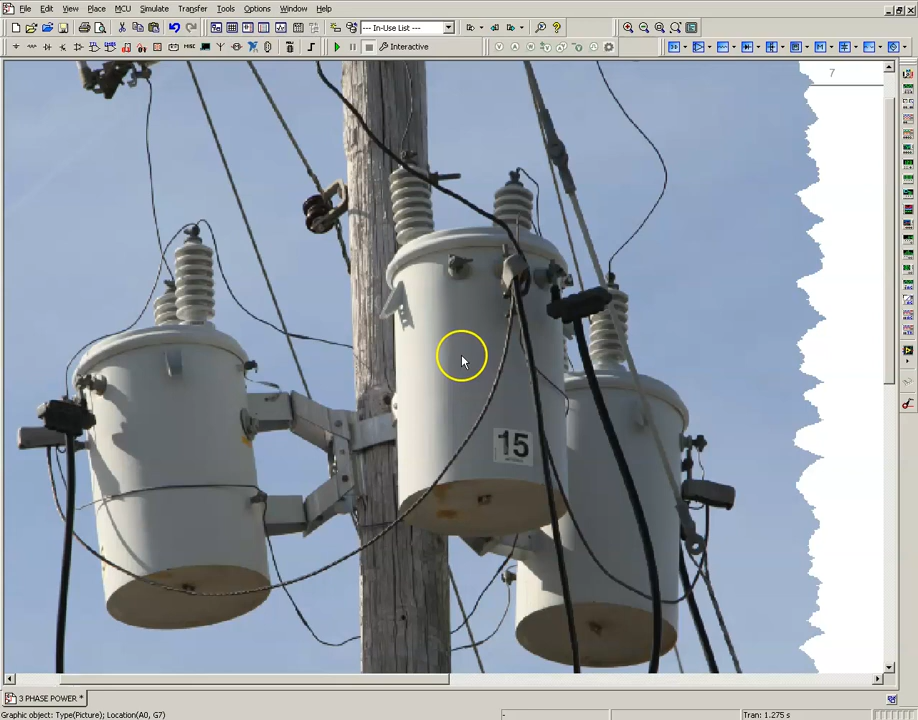 File Edit View Place MCU Simulate Transfer Tools Options Window Help
--- In-Use List ---
Interactive
7
15
3 PHASE POWER *
Graphic object: Type(Picture); Location(A0, G7)
-
Tran: 1.275 s